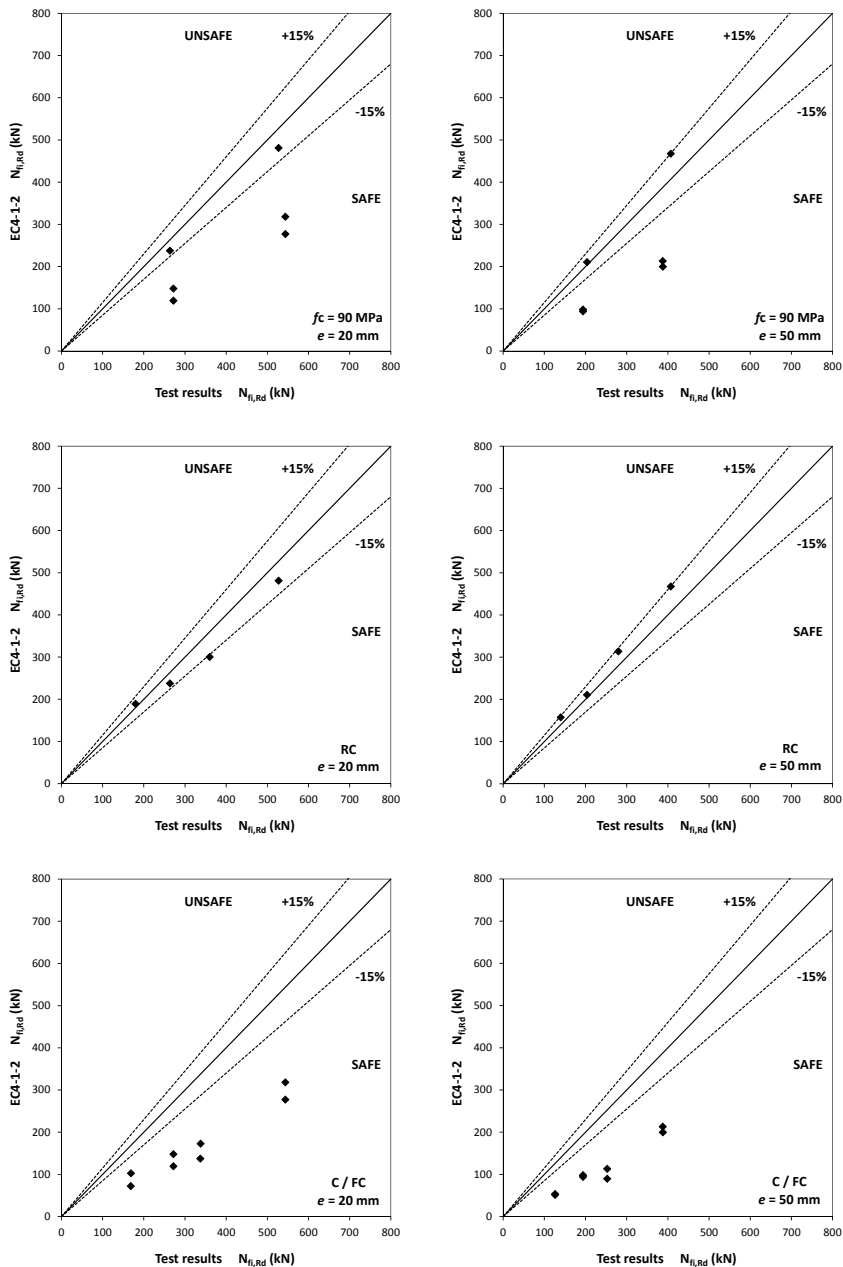 800
700
600
500
400
300
200
100
0
EC4-1-2 N_fi,Rd (kN)
UNSAFE +15%
-15%
SAFE
fc = 90 MPa
e = 20 mm
0 100 200 300 400 500 600 700 800
Test results N_fi,Rd (kN)
800
700
600
500
400
300
200
100
0
EC4-1-2 N_fi,Rd (kN)
UNSAFE +15%
-15%
SAFE
fc = 90 MPa
e = 50 mm
0 100 200 300 400 500 600 700 800
Test results N_fi,Rd (kN)
800
700
600
500
400
300
200
100
0
EC4-1-2 N_fi,Rd (kN)
UNSAFE +15%
-15%
SAFE
RC
e = 20 mm
0 100 200 300 400 500 600 700 800
Test results N_fi,Rd (kN)
800
700
600
500
400
300
200
100
0
EC4-1-2 N_fi,Rd (kN)
UNSAFE +15%
-15%
SAFE
RC
e = 50 mm
0 100 200 300 400 500 600 700 800
Test results N_fi,Rd (kN)
800
700
600
500
400
300
200
100
0
EC4-1-2 N_fi,Rd (kN)
UNSAFE +15%
-15%
SAFE
C / FC
e = 20 mm
0 100 200 300 400 500 600 700 800
Test results N_fi,Rd (kN)
800
700
600
500
400
300
200
100
0
EC4-1-2 N_fi,Rd (kN)
UNSAFE +15%
-15%
SAFE
C / FC
e = 50 mm
0 100 200 300 400 500 600 700 800
Test results N_fi,Rd (kN)